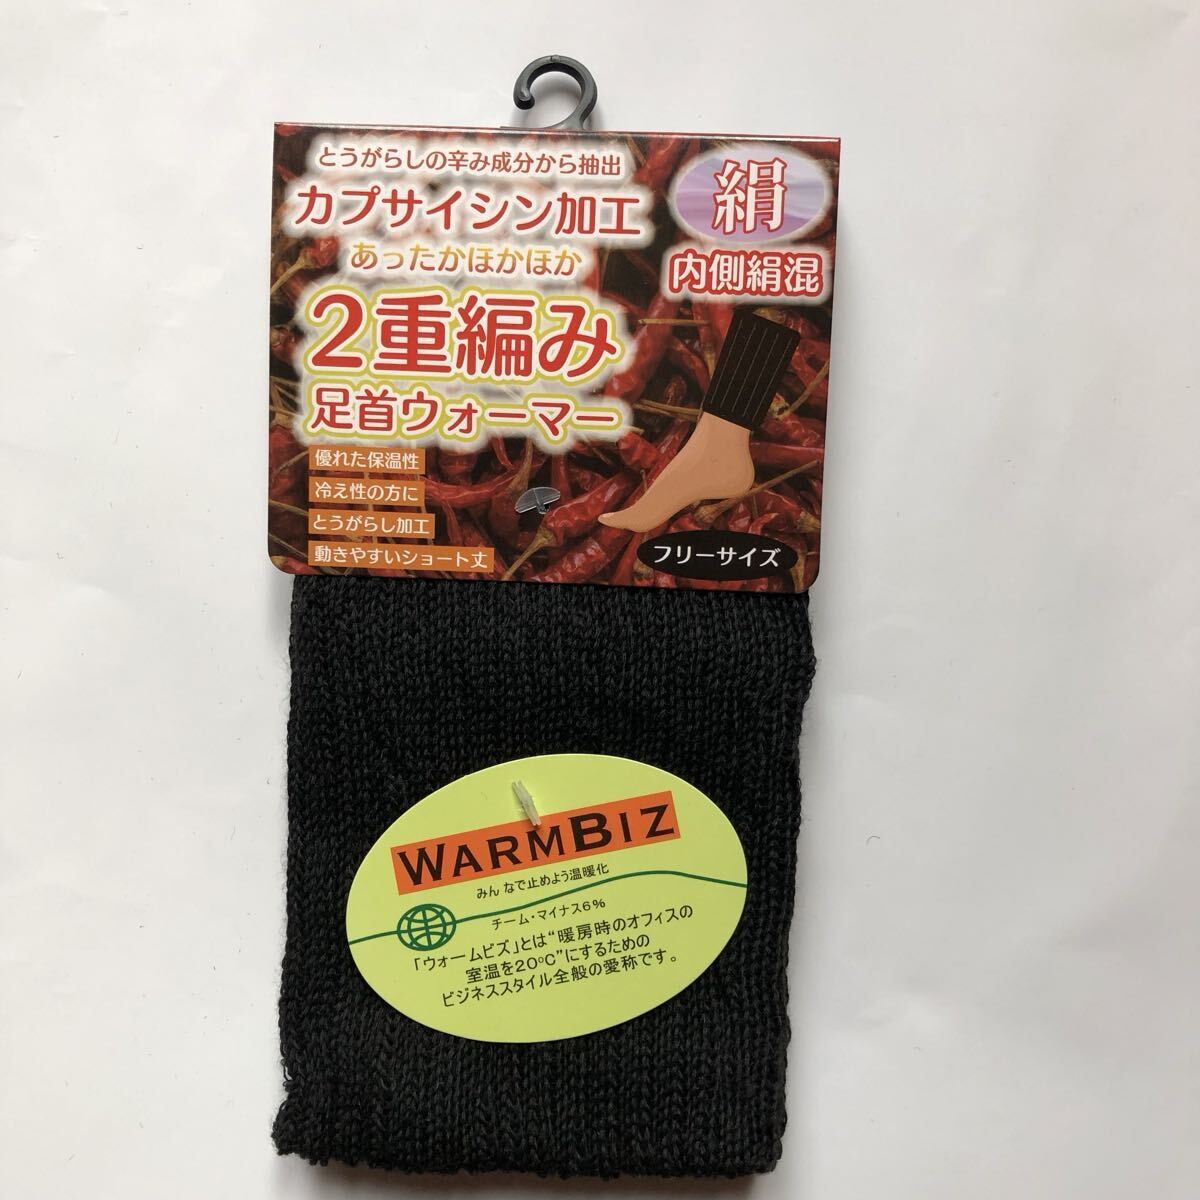 とうがらしの辛み成分から抽出
カプサイシン加工
あったかほかほか
2重編み
足首ウォーマー
絹
内側絹混
優れた保温性
冷え性の方に
とうがらし加工
動きやすいショート丈
フリーサイズ
WARMBIZ
みんなで止めよう温暖化
チーム・マイナス6%
「ウォームビズ」とは“暖房時のオフィスの
室温を20℃”にするための
ビジネススタイル全般の愛称です。